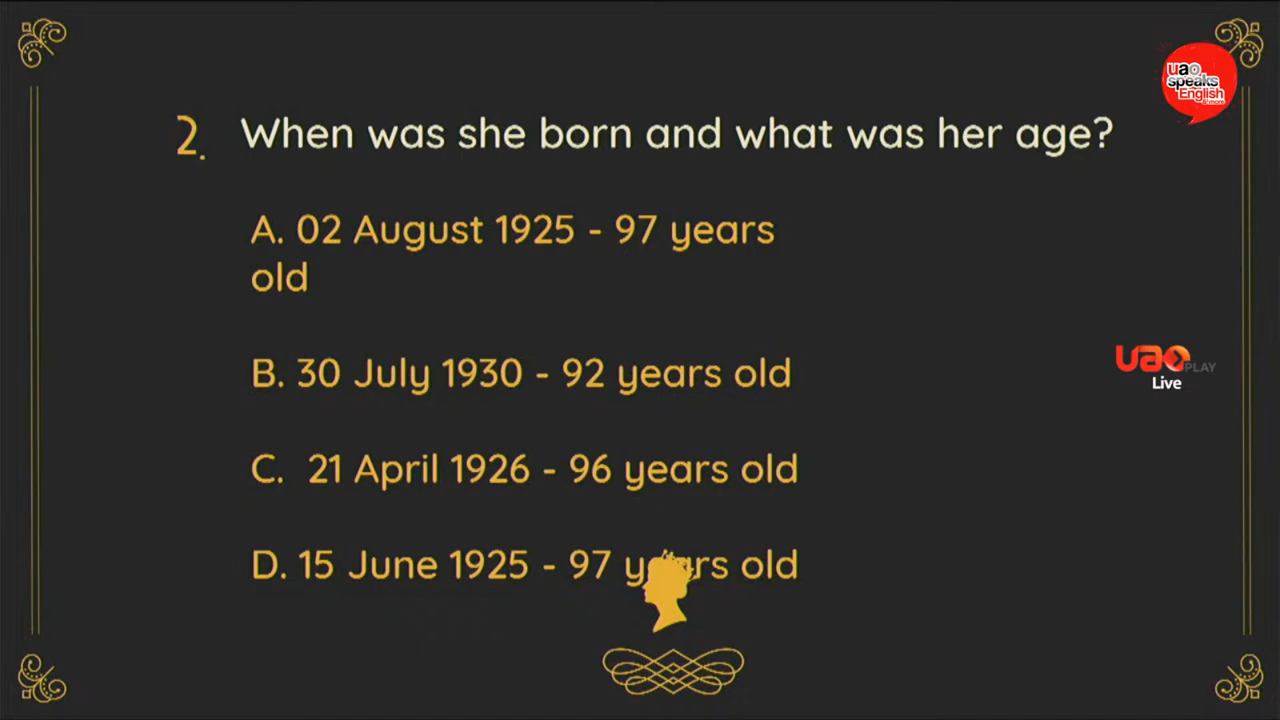 uao
speaks
English
&more
2. When was she born and what was her age?
A. 02 August 1925 - 97 years
old
B. 30 July 1930 - 92 years old
uao PLAY
Live
C. 21 April 1926 - 96 years old
D. 15 June 1925 - 97 years old